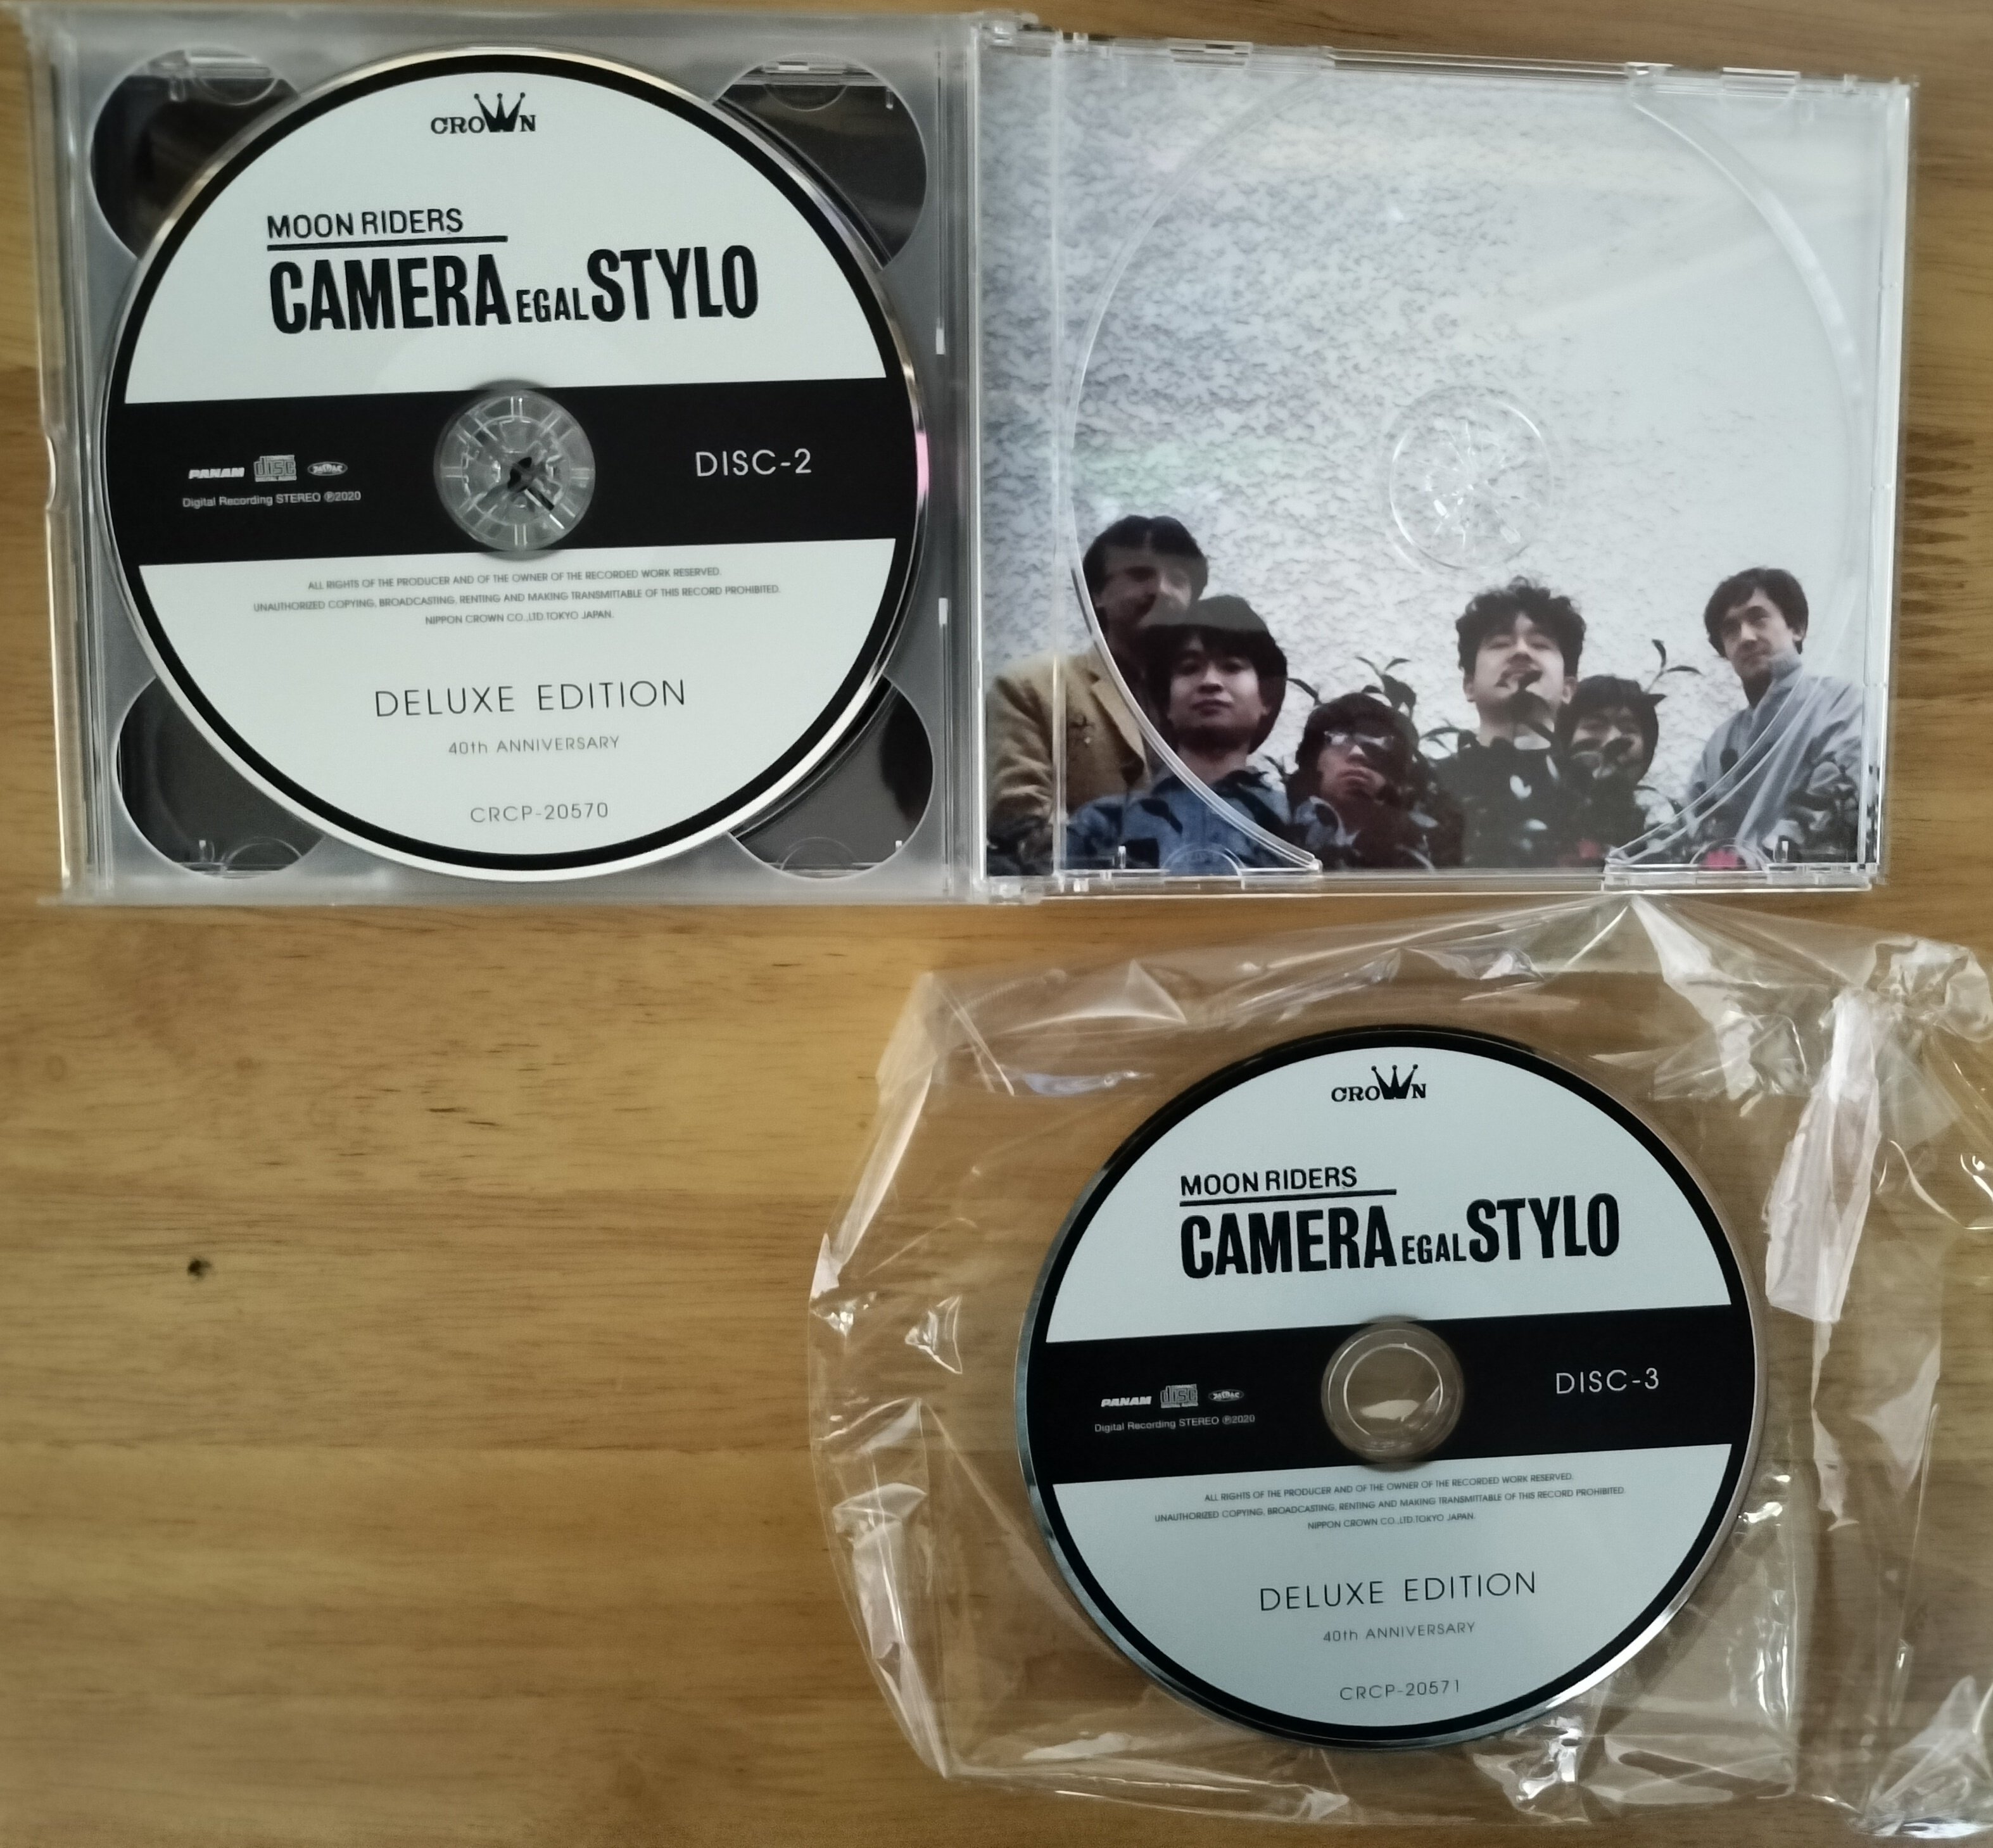 CROWN
MOON RIDERS
CAMERA EGAL STYLO
PANAM disc
DISC-2
Digital Recording STEREO ℗2020
ALL RIGHTS OF THE PRODUCER AND OF THE OWNER OF THE RECORDED WORK RESERVED.
UNAUTHORIZED COPYING, BROADCASTING, RENTING AND MAKING TRANSMITTABLE OF THIS RECORD PROHIBITED.
NIPPON CROWN CO.,LTD.TOKYO JAPAN.
DELUXE EDITION
40th ANNIVERSARY
CRCP-20570
CROWN
MOON RIDERS
CAMERA EGAL STYLO
PANAM disc
DISC-3
Digital Recording STEREO ℗2020
ALL RIGHTS OF THE PRODUCER AND OF THE OWNER OF THE RECORDED WORK RESERVED.
UNAUTHORIZED COPYING, BROADCASTING, RENTING AND MAKING TRANSMITTABLE OF THIS RECORD PROHIBITED.
NIPPON CROWN CO.,LTD.TOKYO JAPAN.
DELUXE EDITION
40th ANNIVERSARY
CRCP-20571